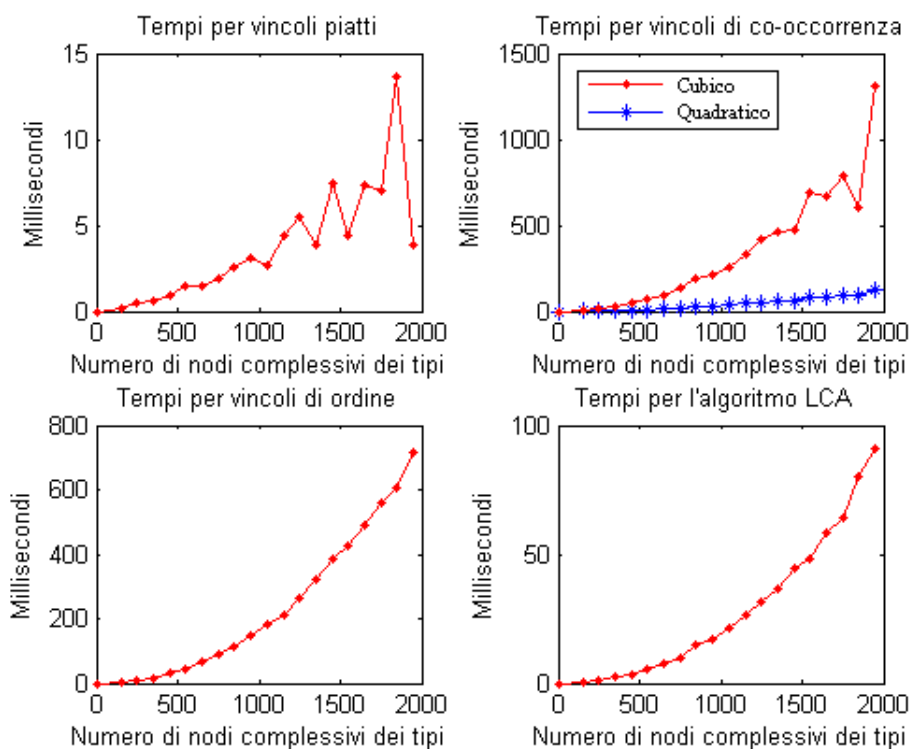 Tempi per vincoli piatti
15
10
5
0
0
500
1000
1500
2000
Millisecondi
Numero di nodi complessivi dei tipi
Tempi per vincoli di co-occorrenza
1500
1000
500
0
0
500
1000
1500
2000
Cubico
Quadratico
Millisecondi
Numero di nodi complessivi dei tipi
Tempi per vincoli di ordine
800
600
400
200
0
0
500
1000
1500
2000
Millisecondi
Numero di nodi complessivi dei tipi
Tempi per l'algoritmo LCA
100
50
0
0
500
1000
1500
2000
Millisecondi
Numero di nodi complessivi dei tipi